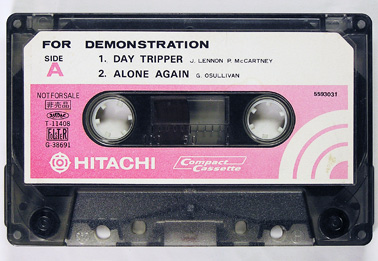 FOR DEMONSTRATION
SIDE A
1. DAY TRIPPER J. LENNON P. McCARTNEY
2. ALONE AGAIN G. OSULLIVAN
NOT FOR SALE
非売品
5593031
T-11408
G-38691
HITACHI
Compact Cassette